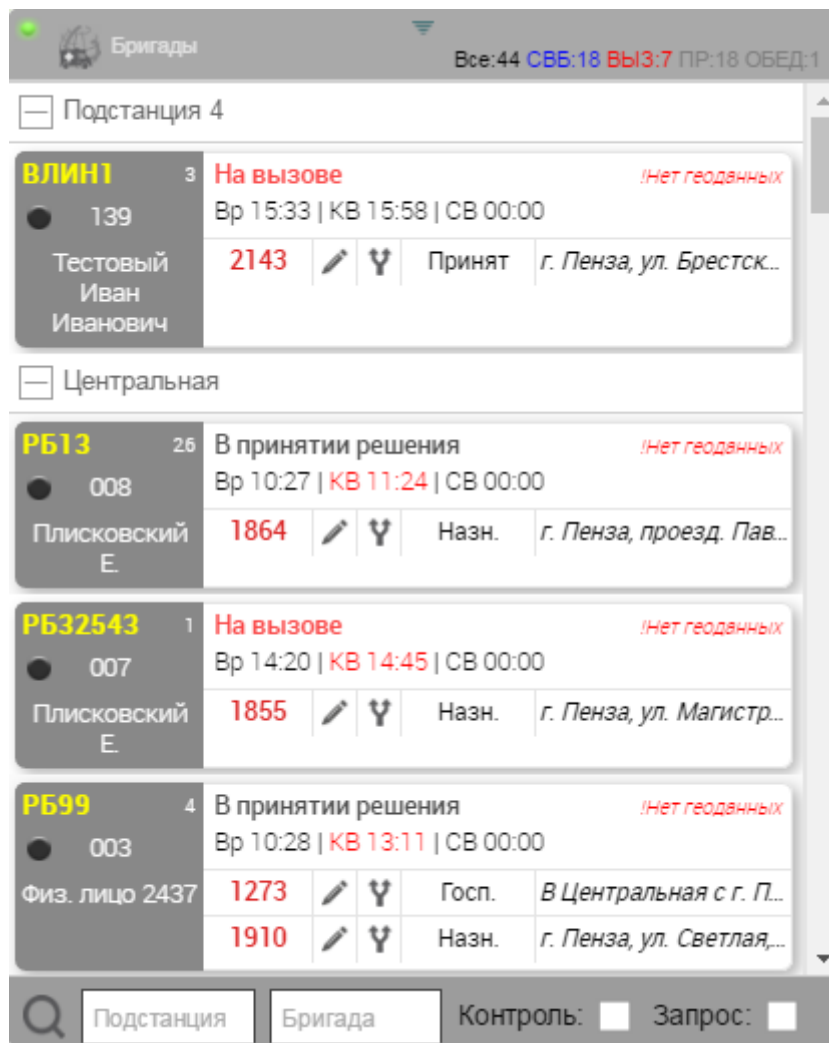 Бригады
Все:44 СВБ:18 ВЫЗ:7 ПР:18 ОБЕД:1
Подстанция 4
ВЛИН1 3 На вызове !Нет геоданных
139 Вр 15:33 | КВ 15:58 | СВ 00:00
Тестовый Иван Иванович 2143 Принят г. Пенза, ул. Брестск...
Центральная
РБ13 26 В принятии решения !Нет геоданных
008 Вр 10:27 | КВ 11:24 | СВ 00:00
Плисковский Е. 1864 Назн. г. Пенза, проезд. Пав...
РБ32543 1 На вызове !Нет геоданных
007 Вр 14:20 | КВ 14:45 | СВ 00:00
Плисковский Е. 1855 Назн. г. Пенза, ул. Магистр...
РБ99 4 В принятии решения !Нет геоданных
003 Вр 10:28 | КВ 13:11 | СВ 00:00
Физ. лицо 2437 1273 Госп. В Центральная с г. П...
1910 Назн. г. Пенза, ул. Светлая,...
Подстанция Бригада Контроль: Запрос: